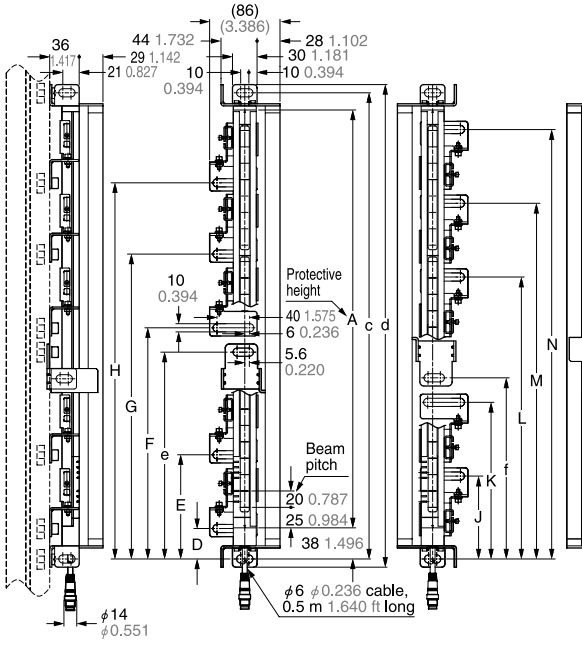 (86)
(3.386)
36
1.417
44 1.732
29 1.142
21 0.827
28 1.102
30 1.181
10
0.394
10
0.394
10
0.394
Protective
height
40 1.575
6 0.236
5.6
0.220
A
c
d
H
G
F
e
E
D
N
M
L
f
K
J
Beam
pitch
20 0.787
25 0.984
38 1.496
φ6 φ0.236 cable,
0.5 m 1.640 ft long
φ14
φ0.551